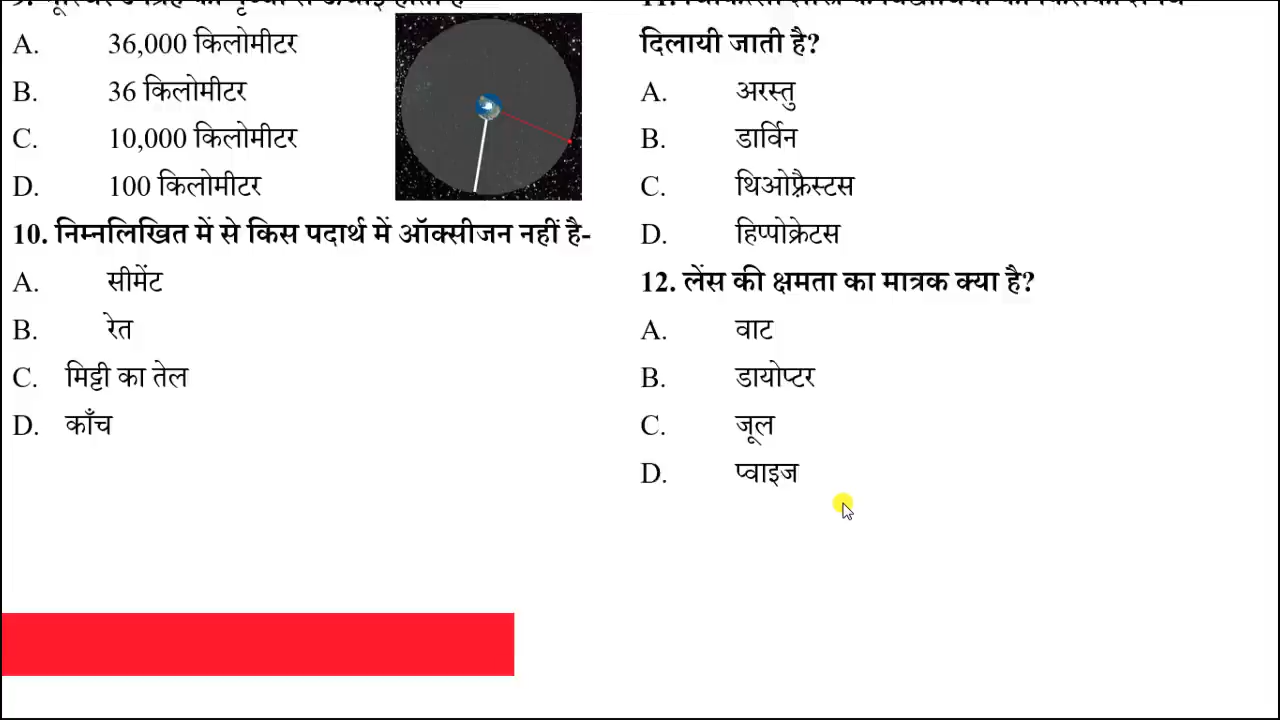 A. 36,000 किलोमीटर
B. 36 किलोमीटर
C. 10,000 किलोमीटर
D. 100 किलोमीटर
10. निम्नलिखित में से किस पदार्थ में ऑक्सीजन नहीं है-
A. सीमेंट
B. रेत
C. मिट्टी का तेल
D. काँच
दिलायी जाती है?
A. अरस्तु
B. डार्विन
C. थिओफ़्रैस्टस
D. हिप्पोक्रेटस
12. लेंस की क्षमता का मात्रक क्या है?
A. वाट
B. डायोप्टर
C. जूल
D. प्वाइज